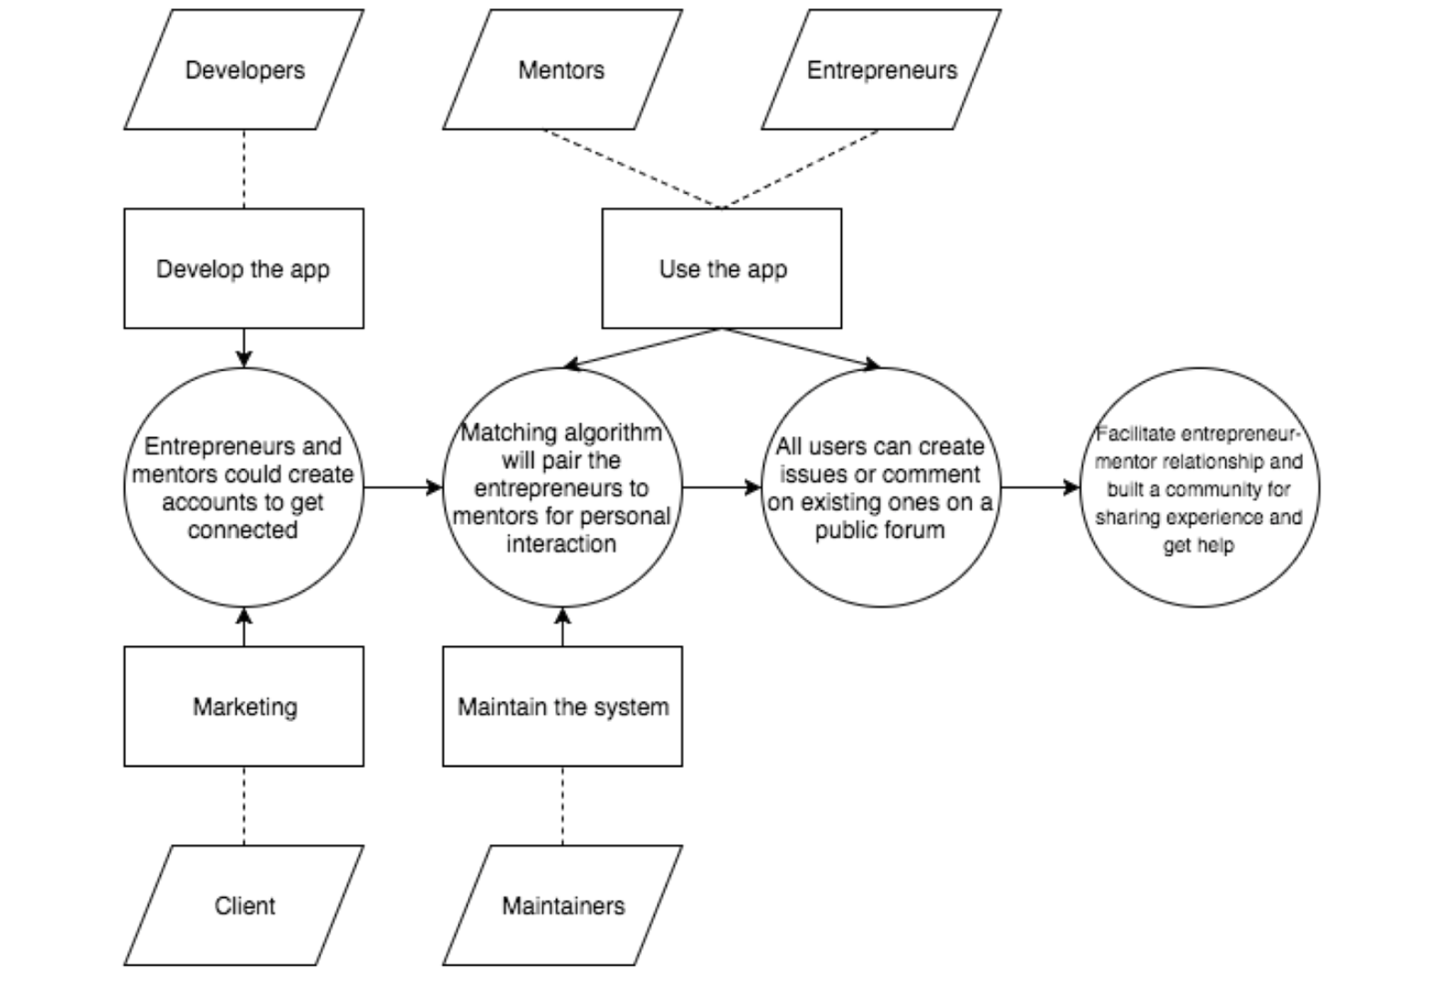 Developers
Mentors
Entrepreneurs
Develop the app
Use the app
Entrepreneurs and
mentors could create
accounts to get
connected
Matching algorithm
will pair the
entrepreneurs to
mentors for personal
interaction
All users can create
issues or comment
on existing ones on a
public forum
Facilitate entrepreneur-
mentor relationship and
built a community for
sharing experience and
get help
Marketing
Maintain the system
Client
Maintainers